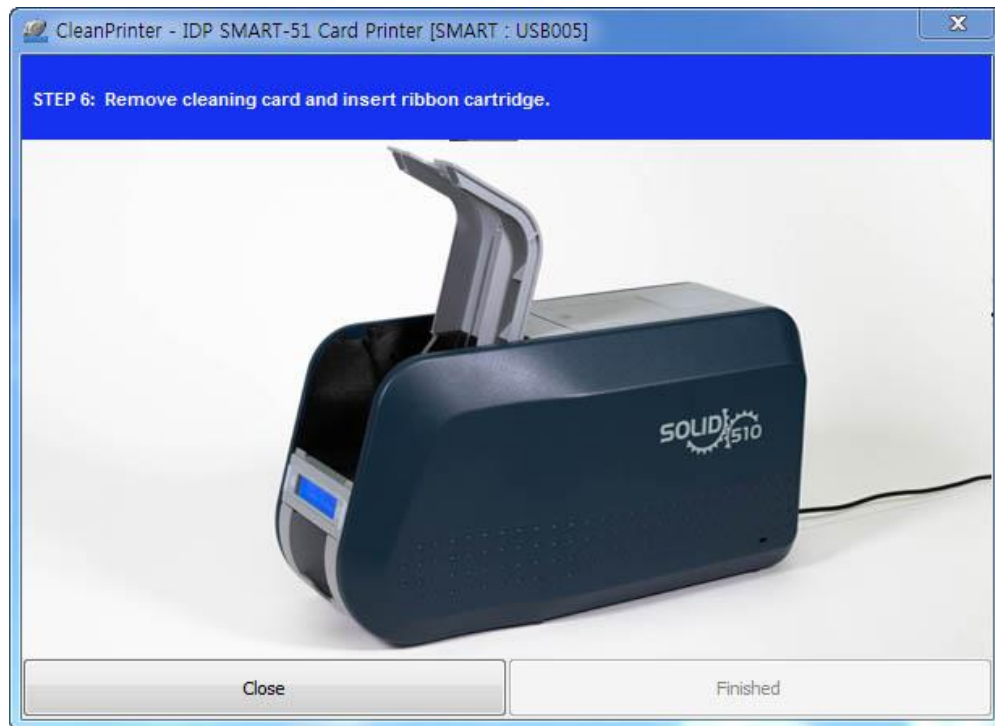 CleanPrinter - IDP SMART-51 Card Printer [SMART : USB005]
STEP 6: Remove cleaning card and insert ribbon cartridge.
SOLID 510
Close
Finished